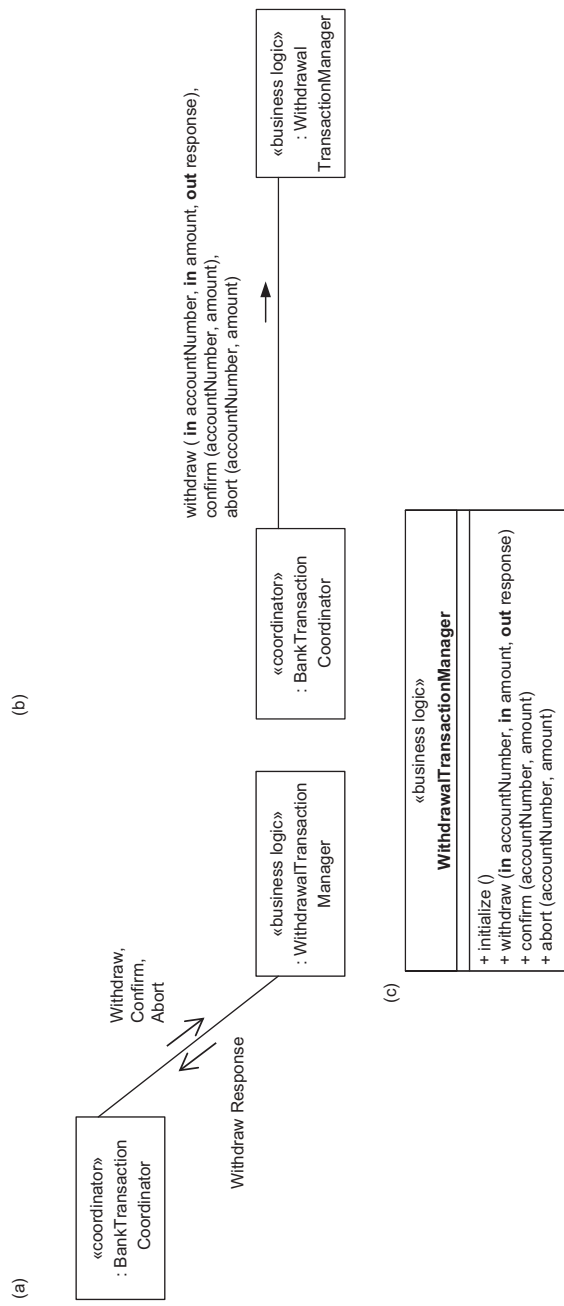 (a)
«coordinator»
: BankTransaction
Coordinator
Withdraw,
Confirm,
Abort
Withdraw Response
«business logic»
: WithdrawalTransaction
Manager
(b)
«coordinator»
: BankTransaction
Coordinator
withdraw ( in accountNumber, in amount, out response),
confirm (accountNumber, amount),
abort (accountNumber, amount)
«business logic»
: Withdrawal
TransactionManager
(c)
«business logic»
WithdrawalTransactionManager
+ initialize ()
+ withdraw (in accountNumber, in amount, out response)
+ confirm (accountNumber, amount)
+ abort (accountNumber, amount)